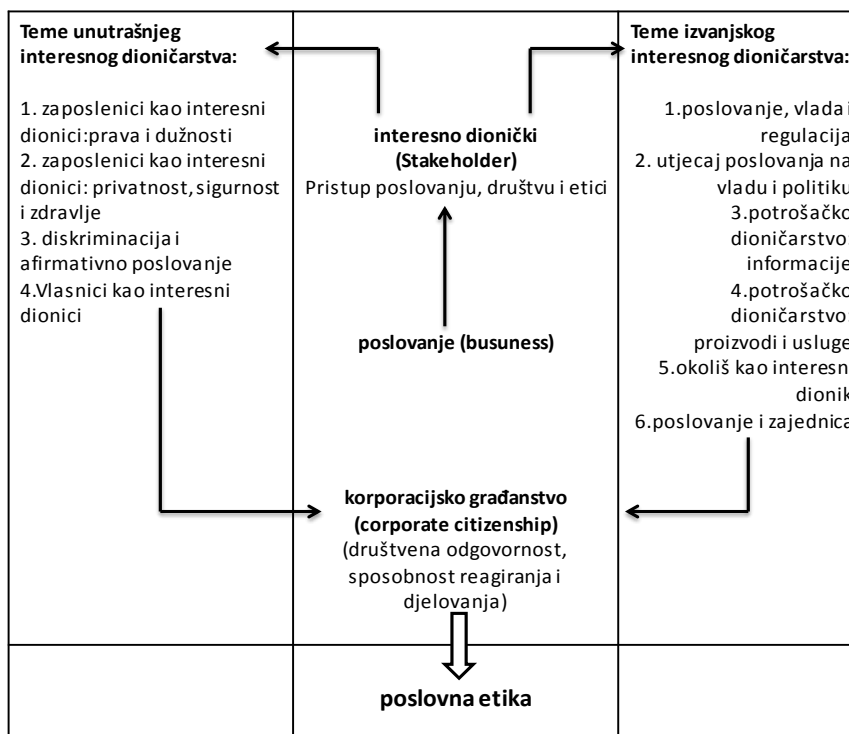 Teme unutrašnjeg
interesnog dioničarstva:
1. zaposlenici kao interesni
dionici:prava i dužnosti
2. zaposlenici kao interesni
dionici: privatnost, sigurnost
i zdravlje
3. diskriminacija i
afirmativno poslovanje
4.Vlasnici kao interesni
dionici
interesno dionički
(Stakeholder)
Pristup poslovanju, društvu i etici
poslovanje (busuness)
korporacijsko građanstvo
(corporate citizenship)
(društvena odgovornost,
sposobnost reagiranja i
djelovanja)
poslovna etika
Teme izvanjskog
interesnog dioničarstva:
1.poslovanje, vlada i
regulacija
2. utjecaj poslovanja na
vladu i politiku
3.potrošačko
dioničarstvo:
informacije
4.potrošačko
dioničarstvo:
proizvodi i usluge
5.okoliš kao interesn
dionik
6.poslovanje i zajednica